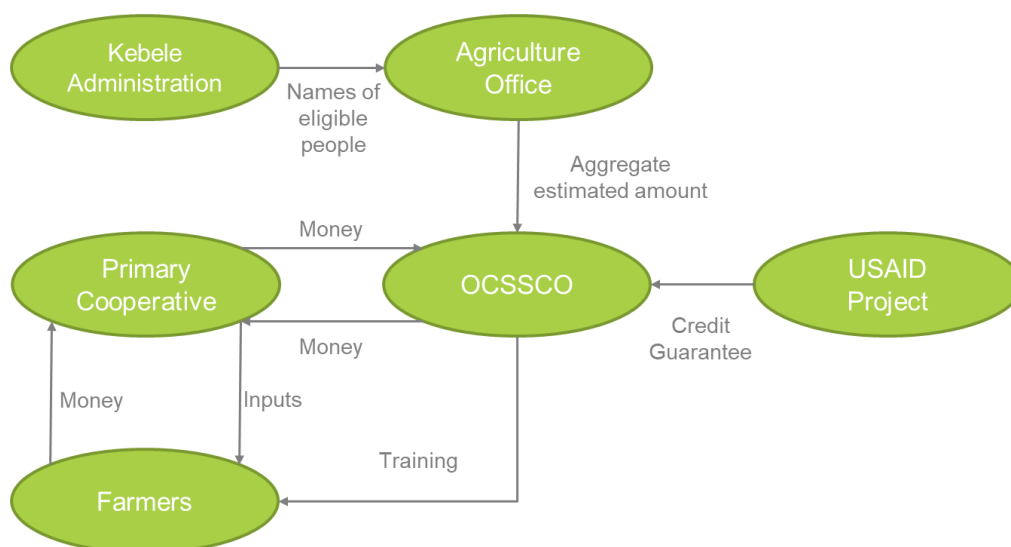 Kebele
Administration
Agriculture
Office
Names of
eligible
people
Aggregate
estimated amount
Money
Primary
Cooperative
OCSSCO
USAID
Project
Money
Credit
Guarantee
Money
Inputs
Training
Farmers